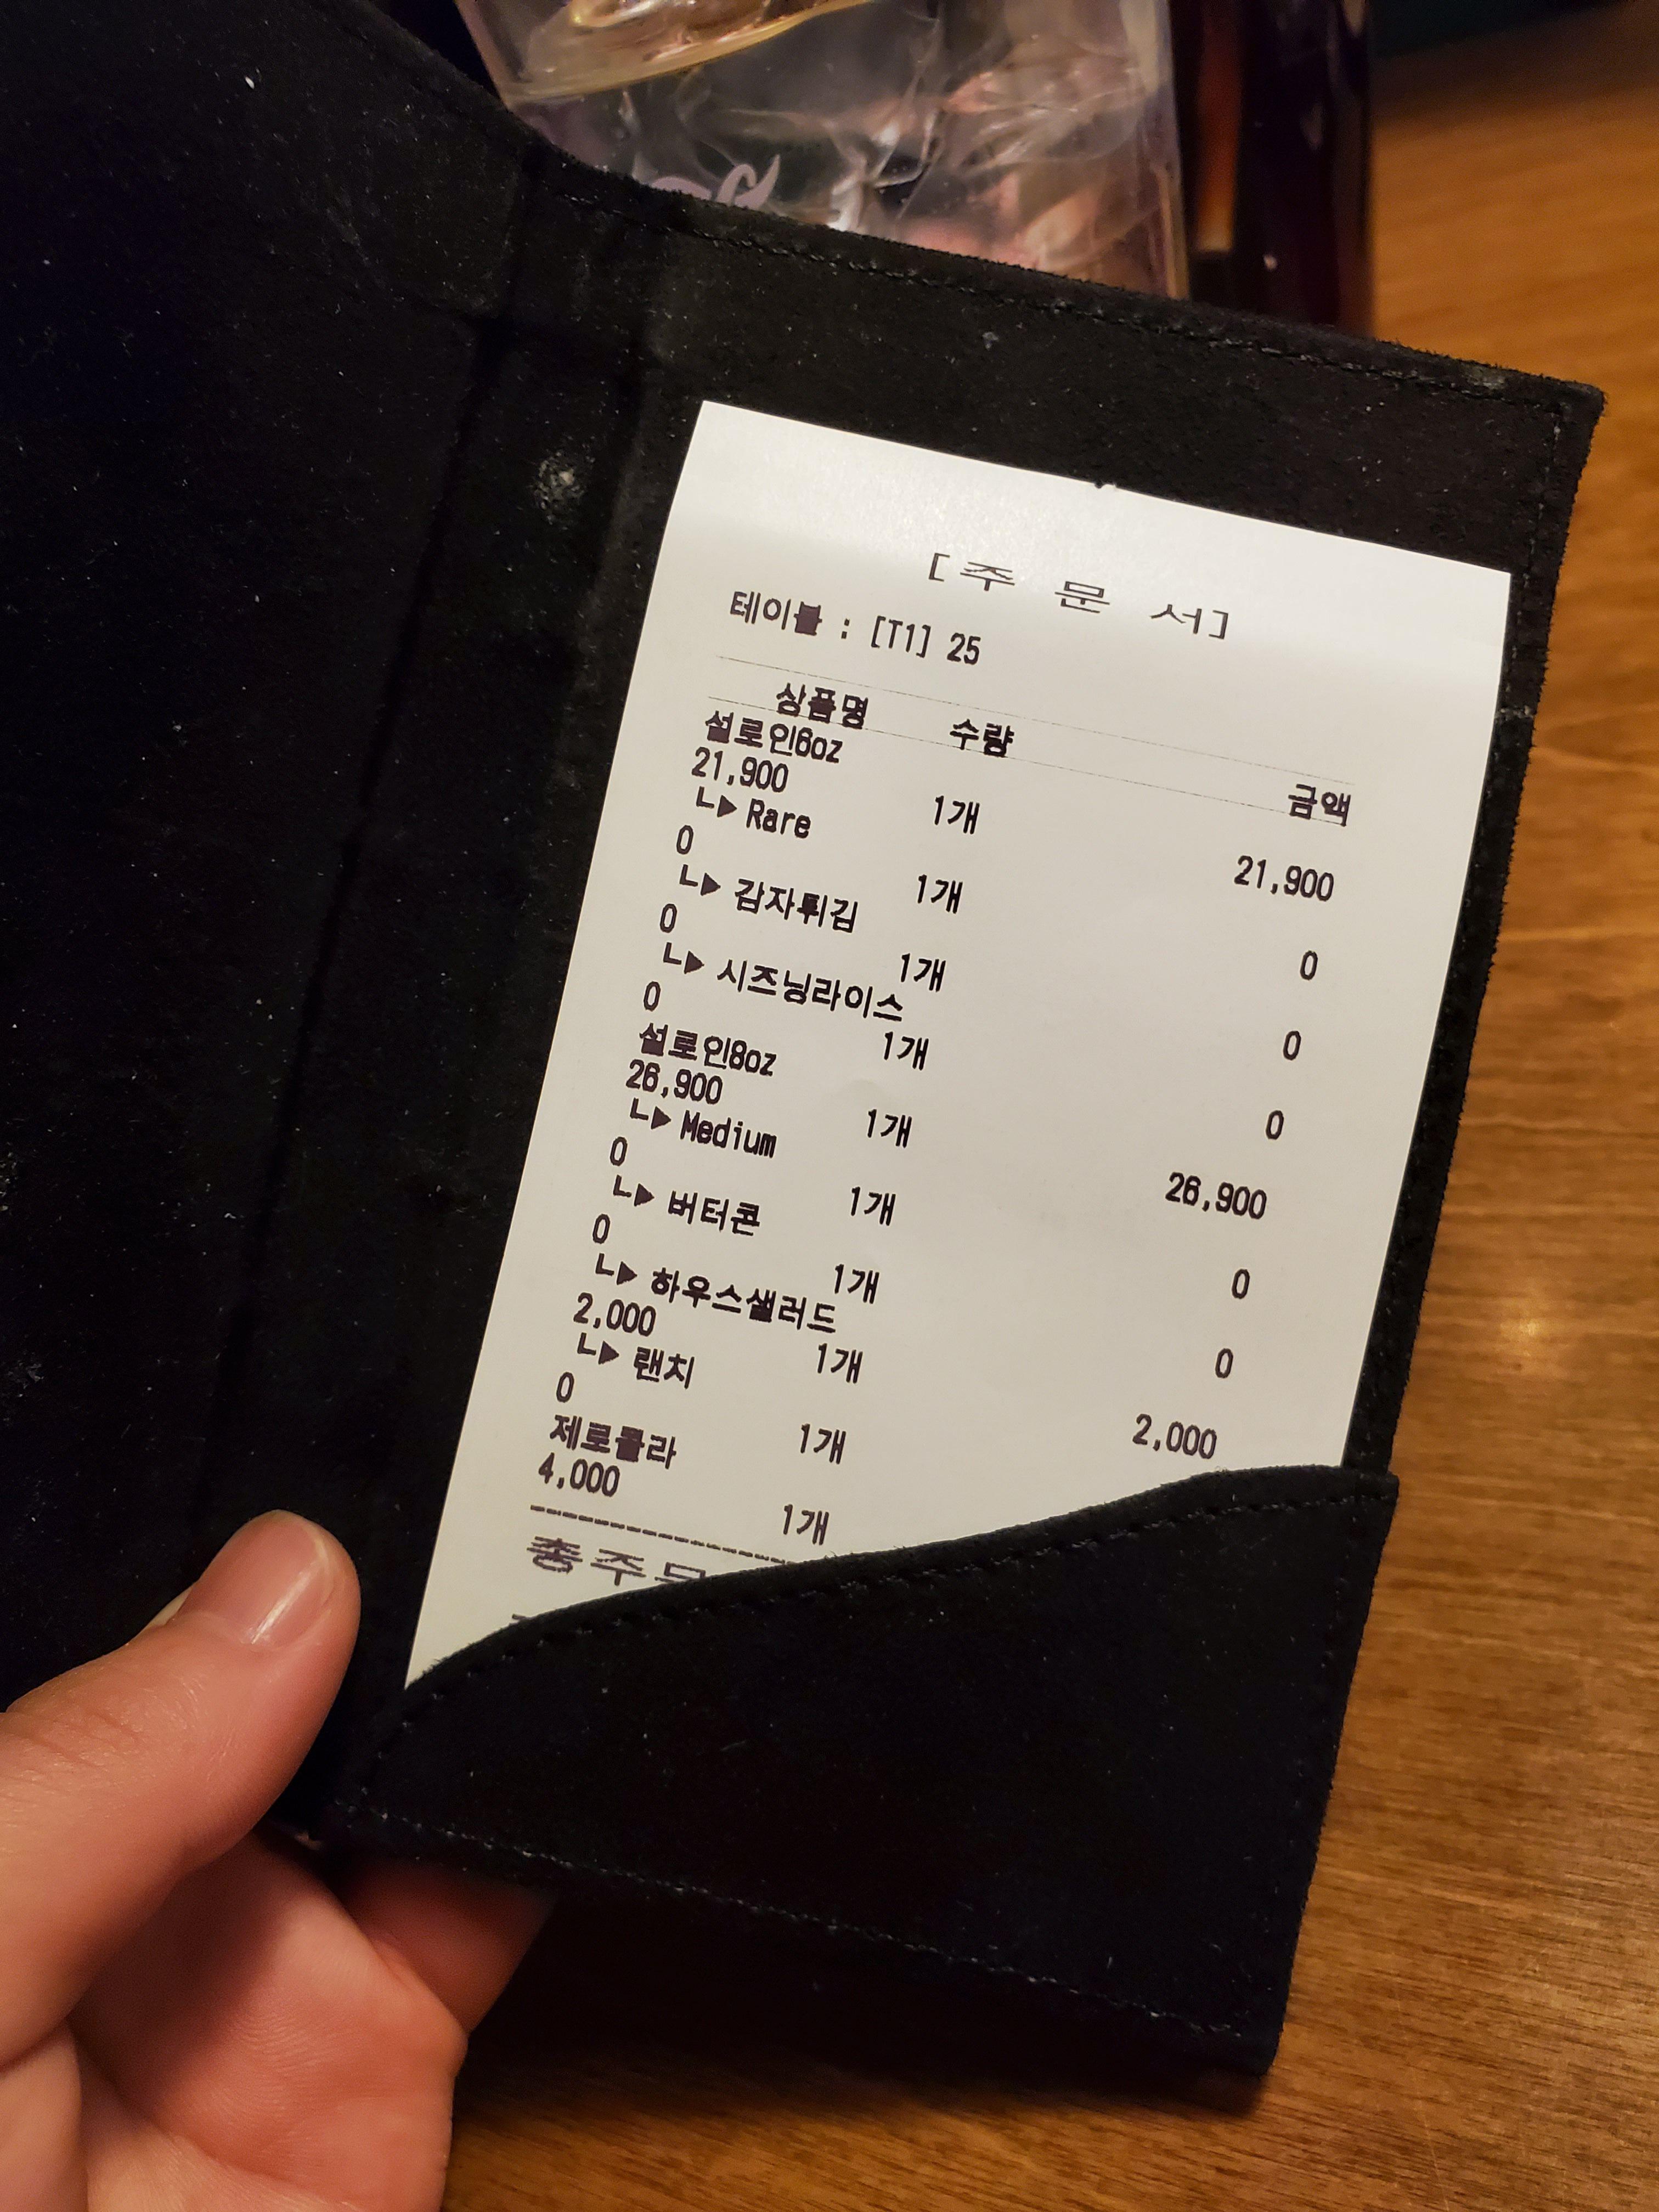 [주 문 서]
테이블 : [T1] 25
상품명 수량 금액
설로인6oz
21,900 1개 21,900
┗▶ Rare
0 1개 0
┗▶ 감자튀김
0 1개 0
┗▶ 시즈닝라이스
0 1개 0
설로인8oz
26,900 1개 26,900
┗▶ Medium
0 1개 0
┗▶ 버터콘
0 1개 0
┗▶ 하우스샐러드
2,000 1개 2,000
┗▶ 랜치
0 1개
제로콜라
4,000 1개
총주문